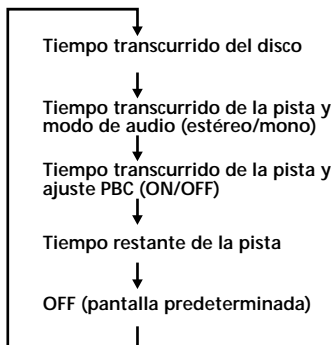 Tiempo transcurrido del disco
Tiempo transcurrido de la pista y
modo de audio (estéreo/mono)
Tiempo transcurrido de la pista y
ajuste PBC (ON/OFF)
Tiempo restante de la pista
OFF (pantalla predeterminada)